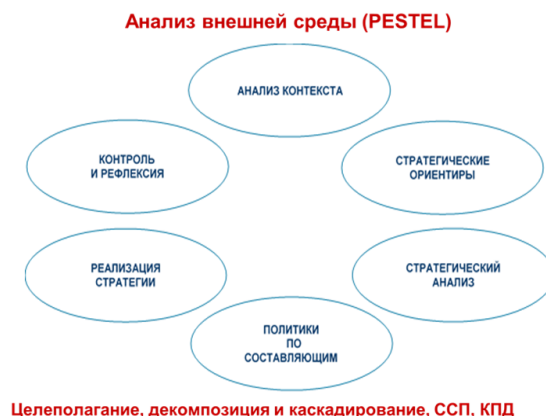 Анализ внешней среды (PESTEL)
АНАЛИЗ КОНТЕКСТА
КОНТРОЛЬ
И РЕФЛЕКСИЯ
СТРАТЕГИЧЕСКИЕ
ОРИЕНТИРЫ
РЕАЛИЗАЦИЯ
СТРАТЕГИИ
СТРАТЕГИЧЕСКИЙ
АНАЛИЗ
ПОЛИТИКИ
ПО
СОСТАВЛЯЮЩИМ
Целеполагание, декомпозиция и каскадирование, ССП, КПД